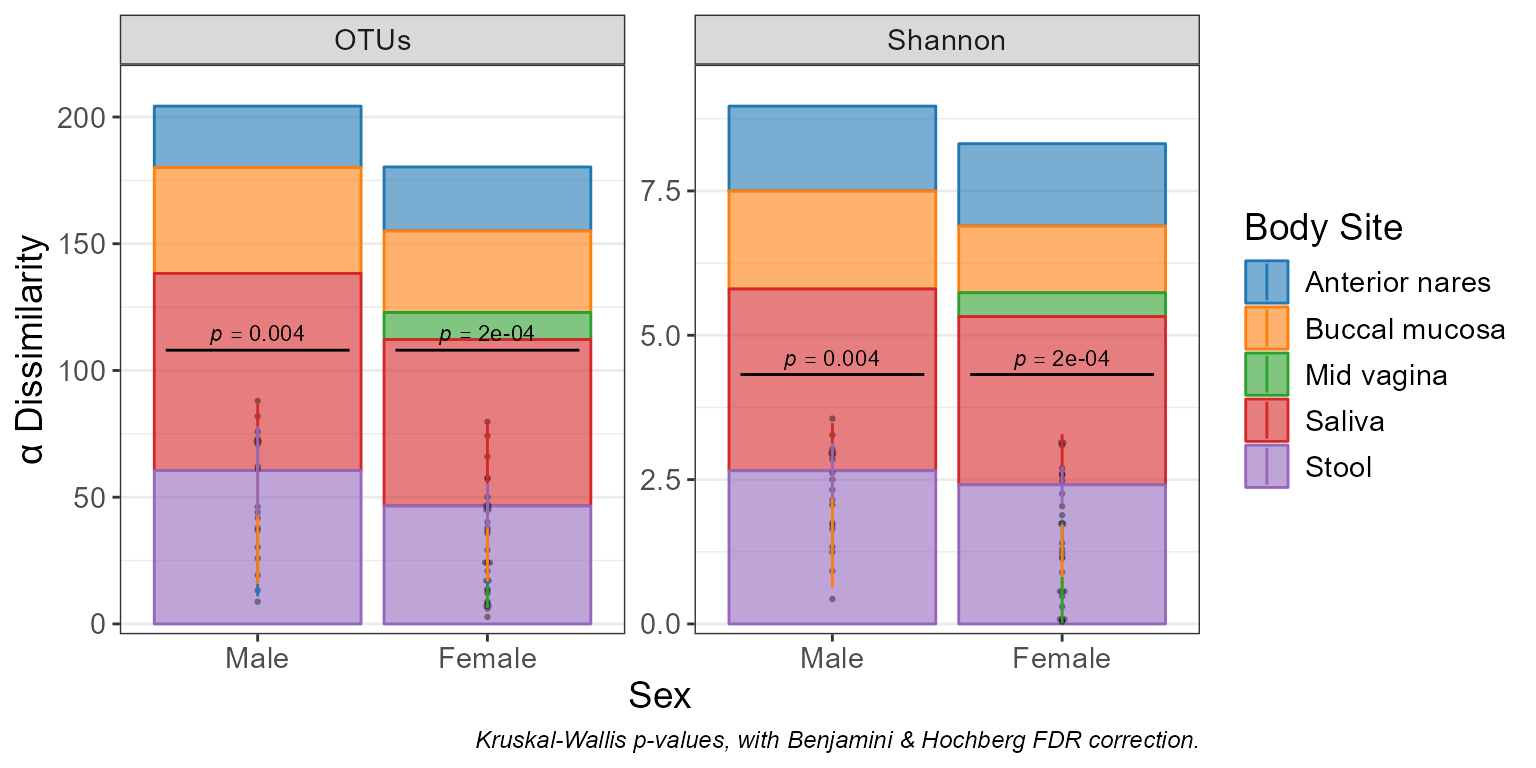 OTUs
Shannon
α Dissimilarity
200
150
100
50
0
p = 0.004
p = 2e-04
7.5
5.0
2.5
0.0
p = 0.004
p = 2e-04
Male
Female
Male
Female
Sex
Body Site
Anterior nares
Buccal mucosa
Mid vagina
Saliva
Stool
Kruskal-Wallis p-values, with Benjamini & Hochberg FDR correction.